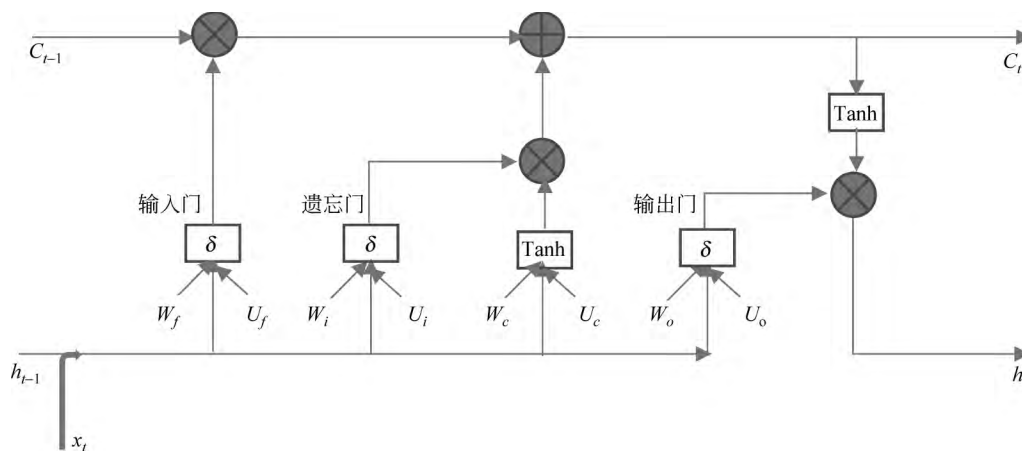 C_{t-1}
C_t
Tanh
输入门
遗忘门
输出门
δ
δ
Tanh
δ
W_f
U_f
W_i
U_i
W_c
U_c
W_o
U_o
h_{t-1}
h
x_t